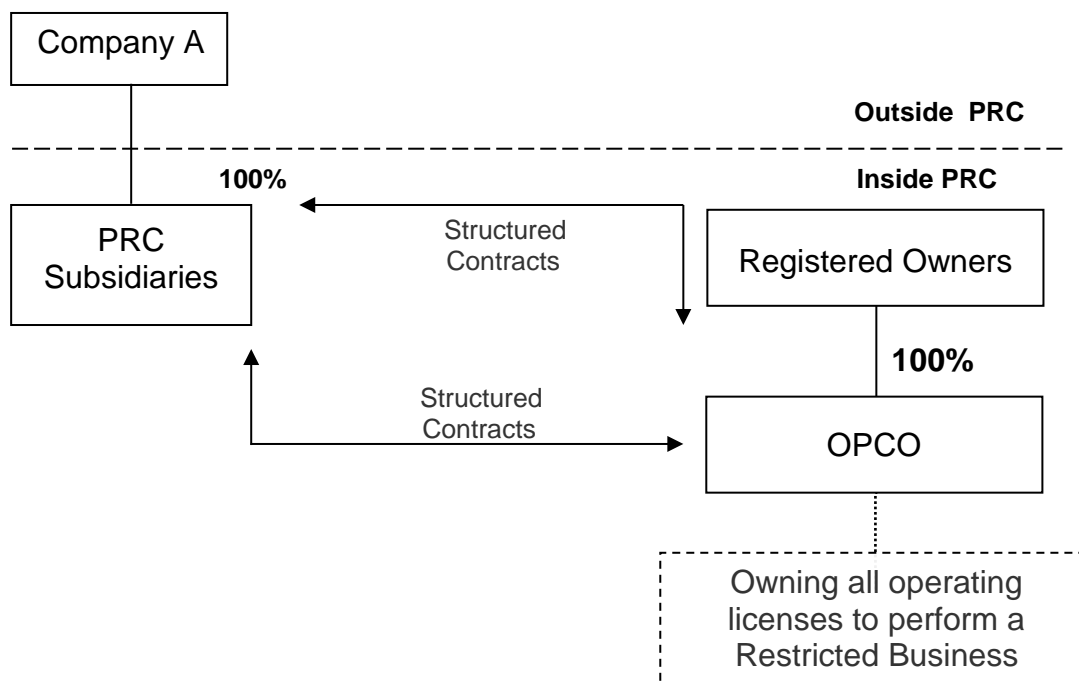 Company A
Outside PRC
100%
Inside PRC
PRC
Subsidiaries
Structured
Contracts
Registered Owners
100%
Structured
Contracts
OPCO
Owning all operating
licenses to perform a
Restricted Business